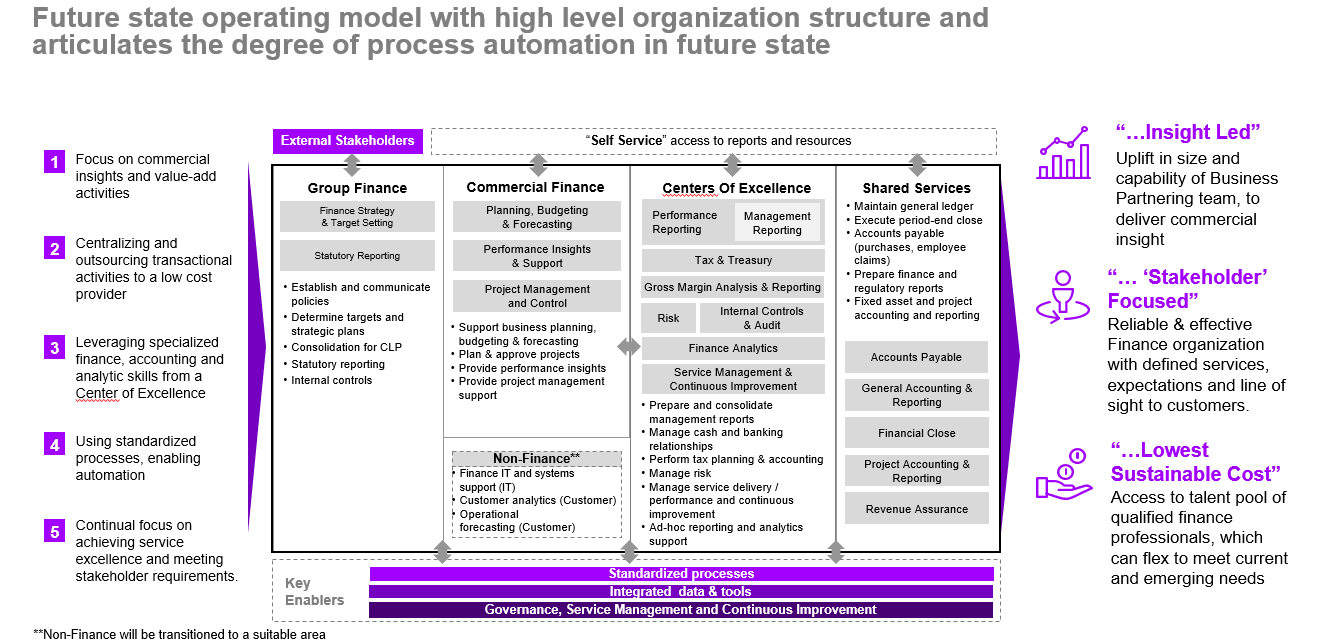 Future state operating model with high level organization structure and
articulates the degree of process automation in future state
1
Focus on commercial
insights and value-add
activities
2
Centralizing and
outsourcing transactional
activities to a low cost
provider
3
Leveraging specialized
finance, accounting and
analytic skills from a
Center of Excellence
4
Using standardized
processes, enabling
automation
5
Continual focus on
achieving service
excellence and meeting
stakeholder requirements.
External Stakeholders
“Self Service” access to reports and resources
Group Finance
Finance Strategy
& Target Setting
Statutory Reporting
• Establish and communicate
policies
• Determine targets and
strategic plans
• Consolidation for CLP
• Statutory reporting
• Internal controls
Commercial Finance
Planning, Budgeting
& Forecasting
Performance Insights
& Support
Project Management
and Control
• Support business planning,
budgeting & forecasting
• Plan & approve projects
• Provide performance insights
• Provide project management
support
Non-Finance**
• Finance IT and systems
support (IT)
• Customer analytics (Customer)
• Operational
forecasting (Customer)
Centers Of Excellence
Performance
Reporting
Management
Reporting
Tax & Treasury
Gross Margin Analysis & Reporting
Risk
Internal Controls
& Audit
Finance Analytics
Service Management &
Continuous Improvement
• Prepare and consolidate
management reports
• Manage cash and banking
relationships
• Perform tax planning & accounting
• Manage risk
• Manage service delivery /
performance and continuous
improvement
• Ad-hoc reporting and analytics
support
Shared Services
• Maintain general ledger
• Execute period-end close
• Accounts payable
(purchases, employee
claims)
• Prepare finance and
regulatory reports
• Fixed asset and project
accounting and reporting
Accounts Payable
General Accounting &
Reporting
Financial Close
Project Accounting &
Reporting
Revenue Assurance
Key
Enablers
Standardized processes
Integrated data & tools
Governance, Service Management and Continuous Improvement
“…Insight Led”
Uplift in size and
capability of Business
Partnering team, to
deliver commercial
insight
“… ‘Stakeholder’
Focused”
Reliable & effective
Finance organization
with defined services,
expectations and line of
sight to customers.
“…Lowest
Sustainable Cost”
Access to talent pool of
qualified finance
professionals, which
can flex to meet current
and emerging needs
**Non-Finance will be transitioned to a suitable area